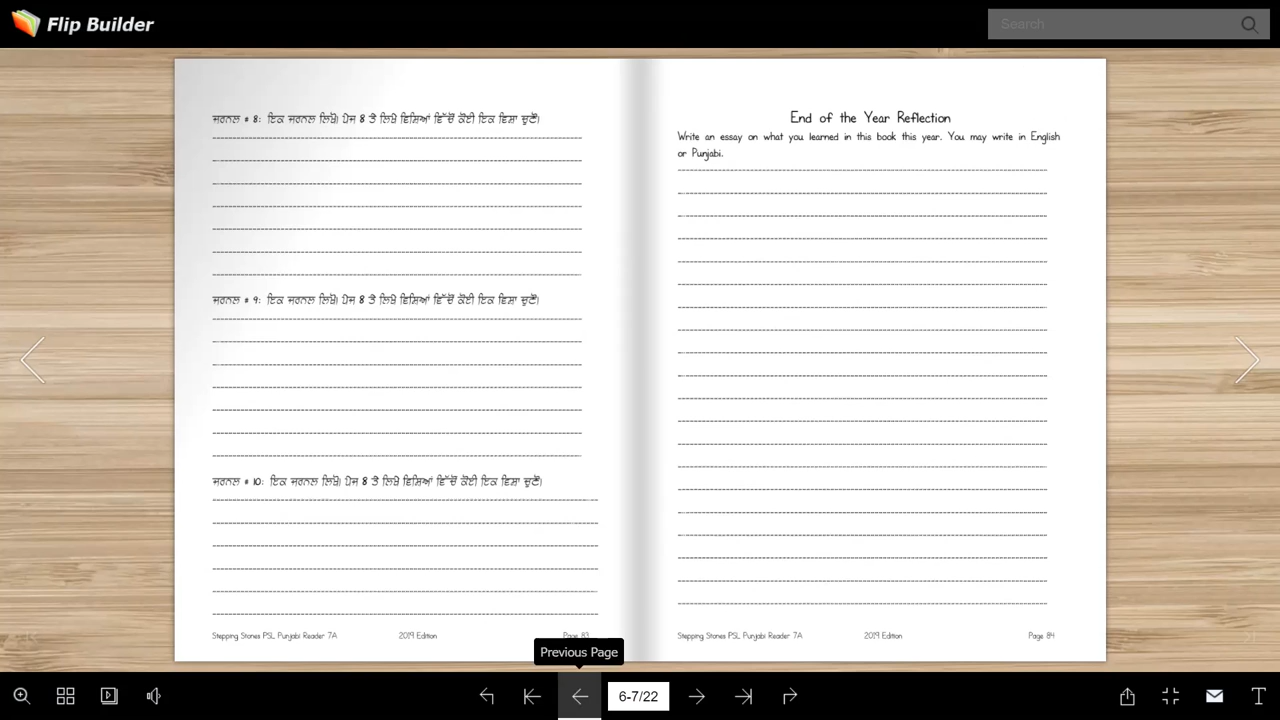 Flip Builder
Search
ਜਰਨਲ # 8: ਇਕ ਜਰਨਲ ਲਿਖੋ। ਪੇਜ 8 ਤੇ ਲਿਖੇ ਵਿਸ਼ਿਆਂ ਵਿੱਚੋਂ ਕੋਈ ਇਕ ਵਿਸ਼ਾ ਚੁਣੋਂ।
ਜਰਨਲ # 9: ਇਕ ਜਰਨਲ ਲਿਖੋ। ਪੇਜ 8 ਤੇ ਲਿਖੇ ਵਿਸ਼ਿਆਂ ਵਿੱਚੋਂ ਕੋਈ ਇਕ ਵਿਸ਼ਾ ਚੁਣੋਂ।
ਜਰਨਲ # 10: ਇਕ ਜਰਨਲ ਲਿਖੋ। ਪੇਜ 8 ਤੇ ਲਿਖੇ ਵਿਸ਼ਿਆਂ ਵਿੱਚੋਂ ਕੋਈ ਇਕ ਵਿਸ਼ਾ ਚੁਣੋਂ।
Stepping Stones PSL Punjabi Reader 7A 2019 Edition Page 83
End of the Year Reflection
Write an essay on what you learned in this book this year. You may write in English
or Punjabi.
Stepping Stones PSL Punjabi Reader 7A 2019 Edition Page 84
Previous Page
6-7/22